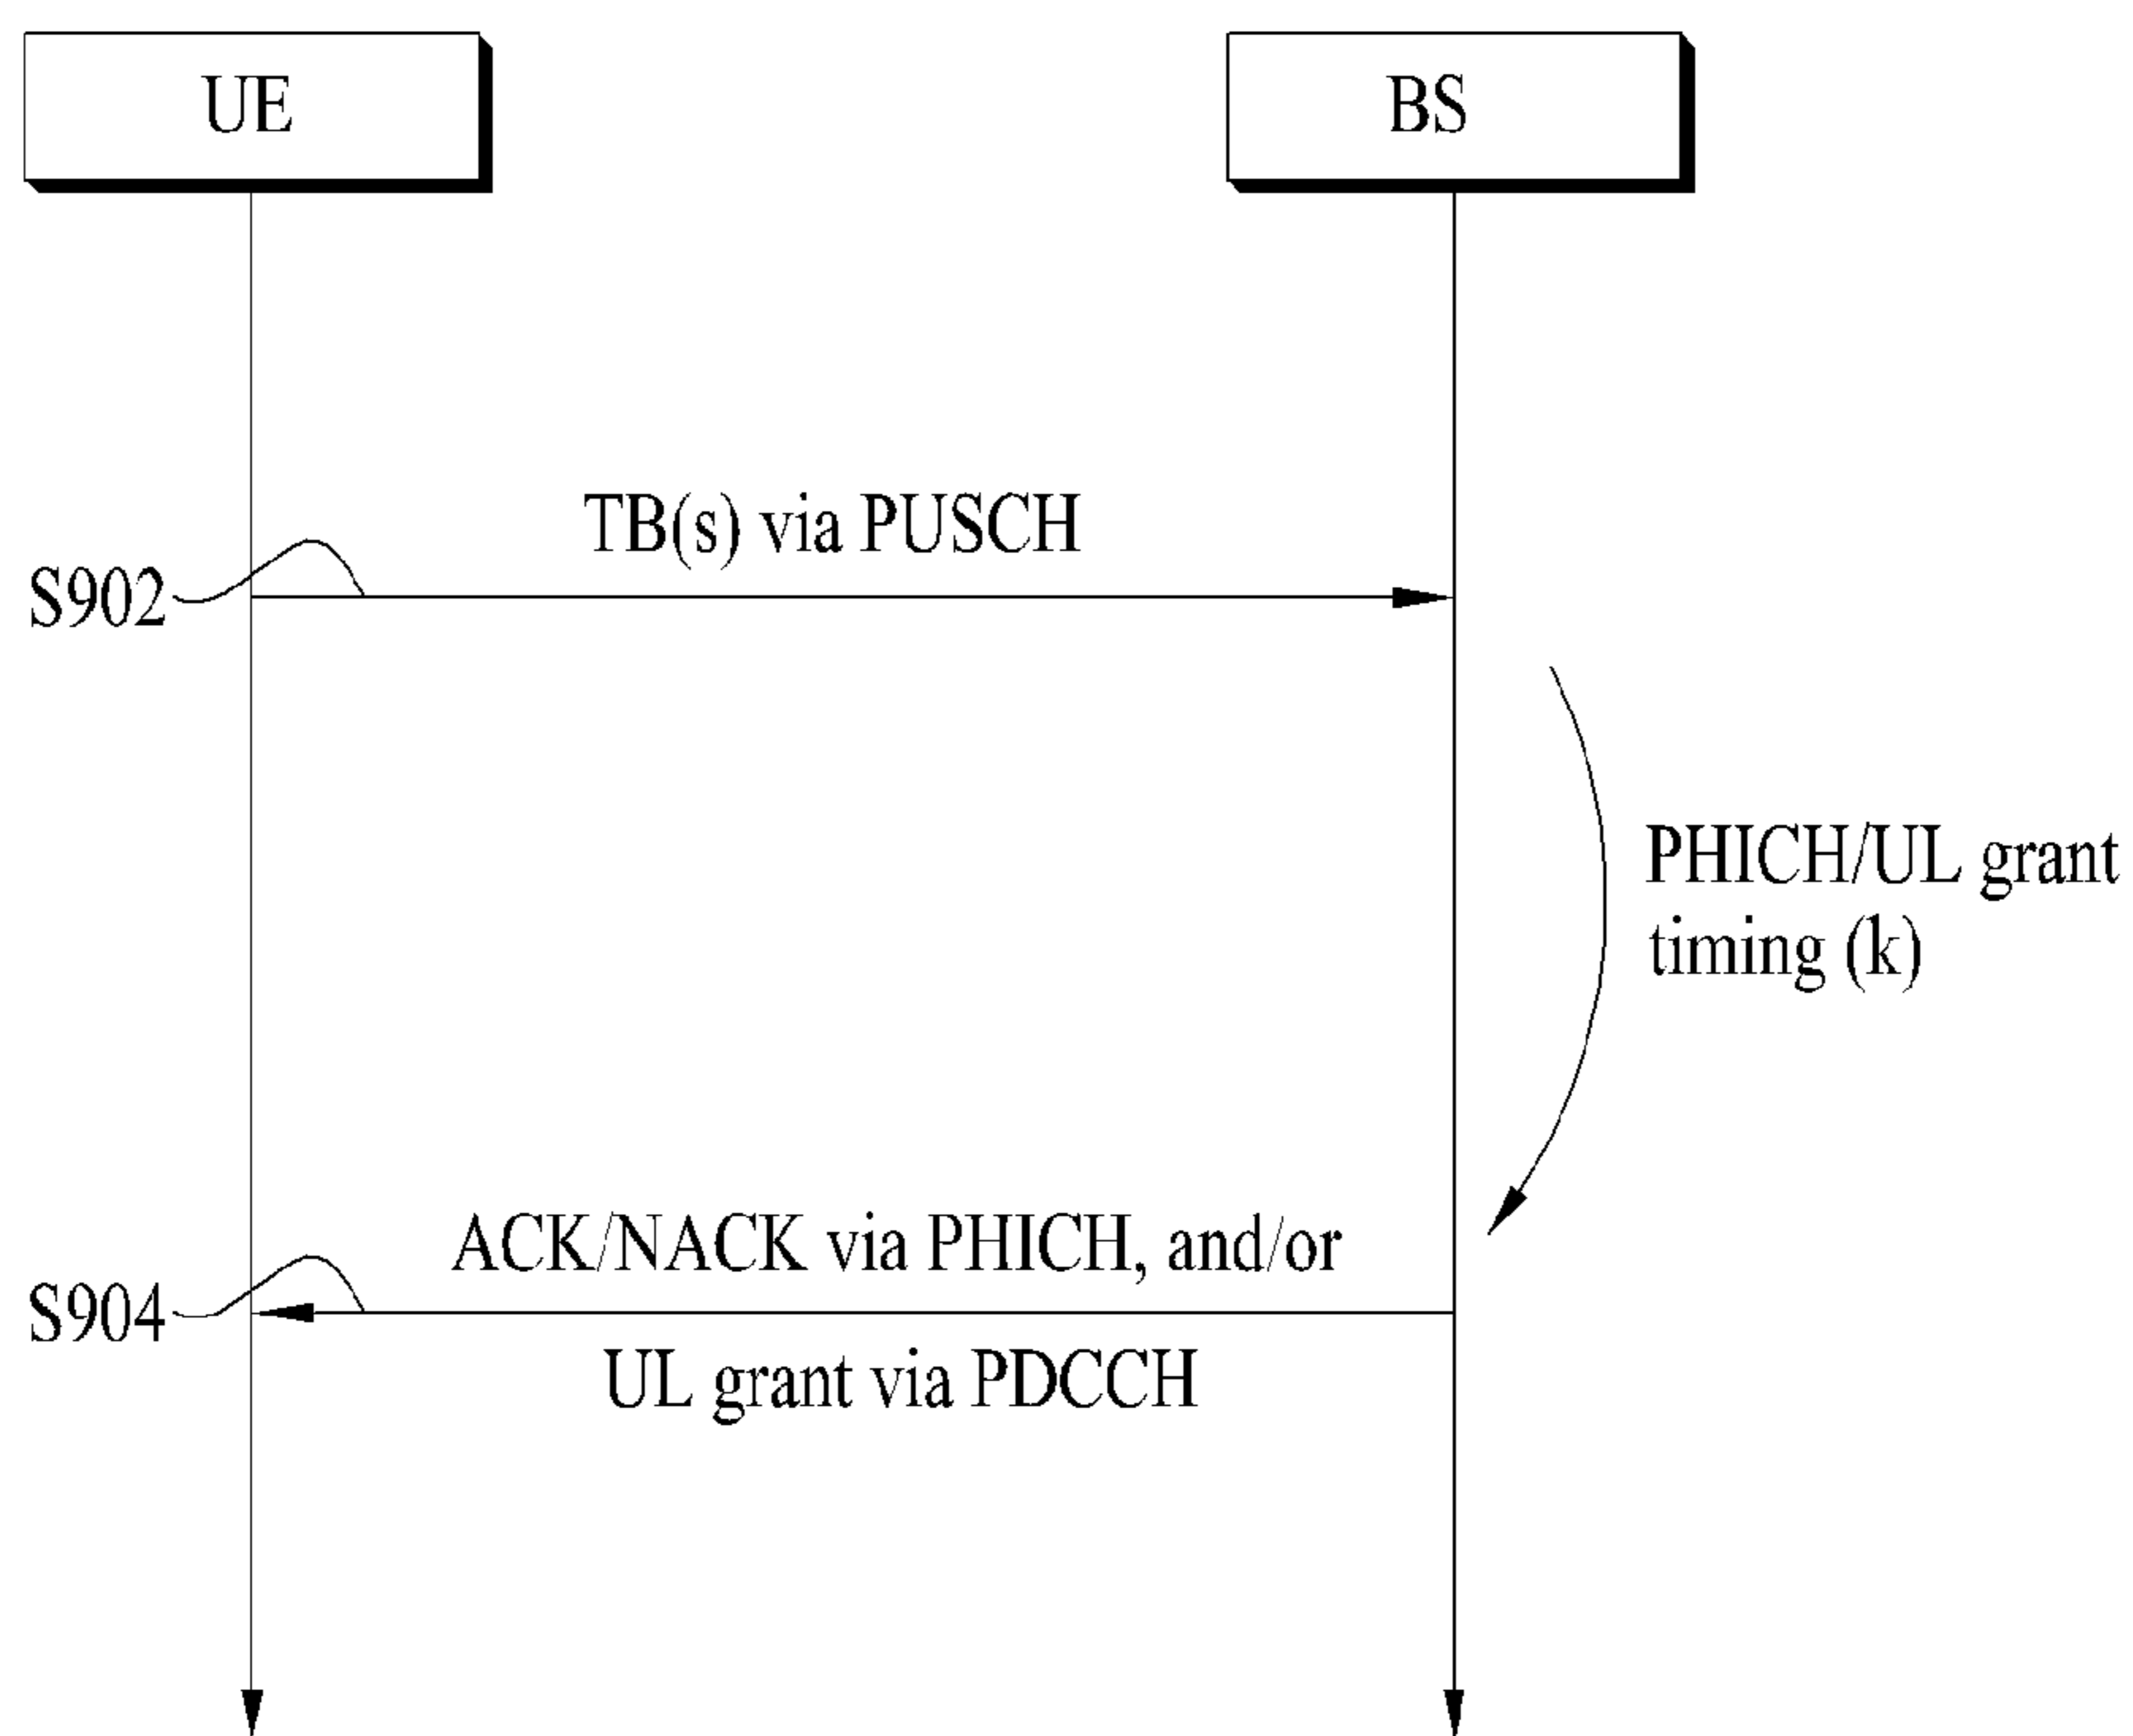 UE
BS
TB(s) via PUSCH
S902
PHICH/UL grant
timing (k)
ACK/NACK via PHICH, and/or
S904
UL grant via PDCCH